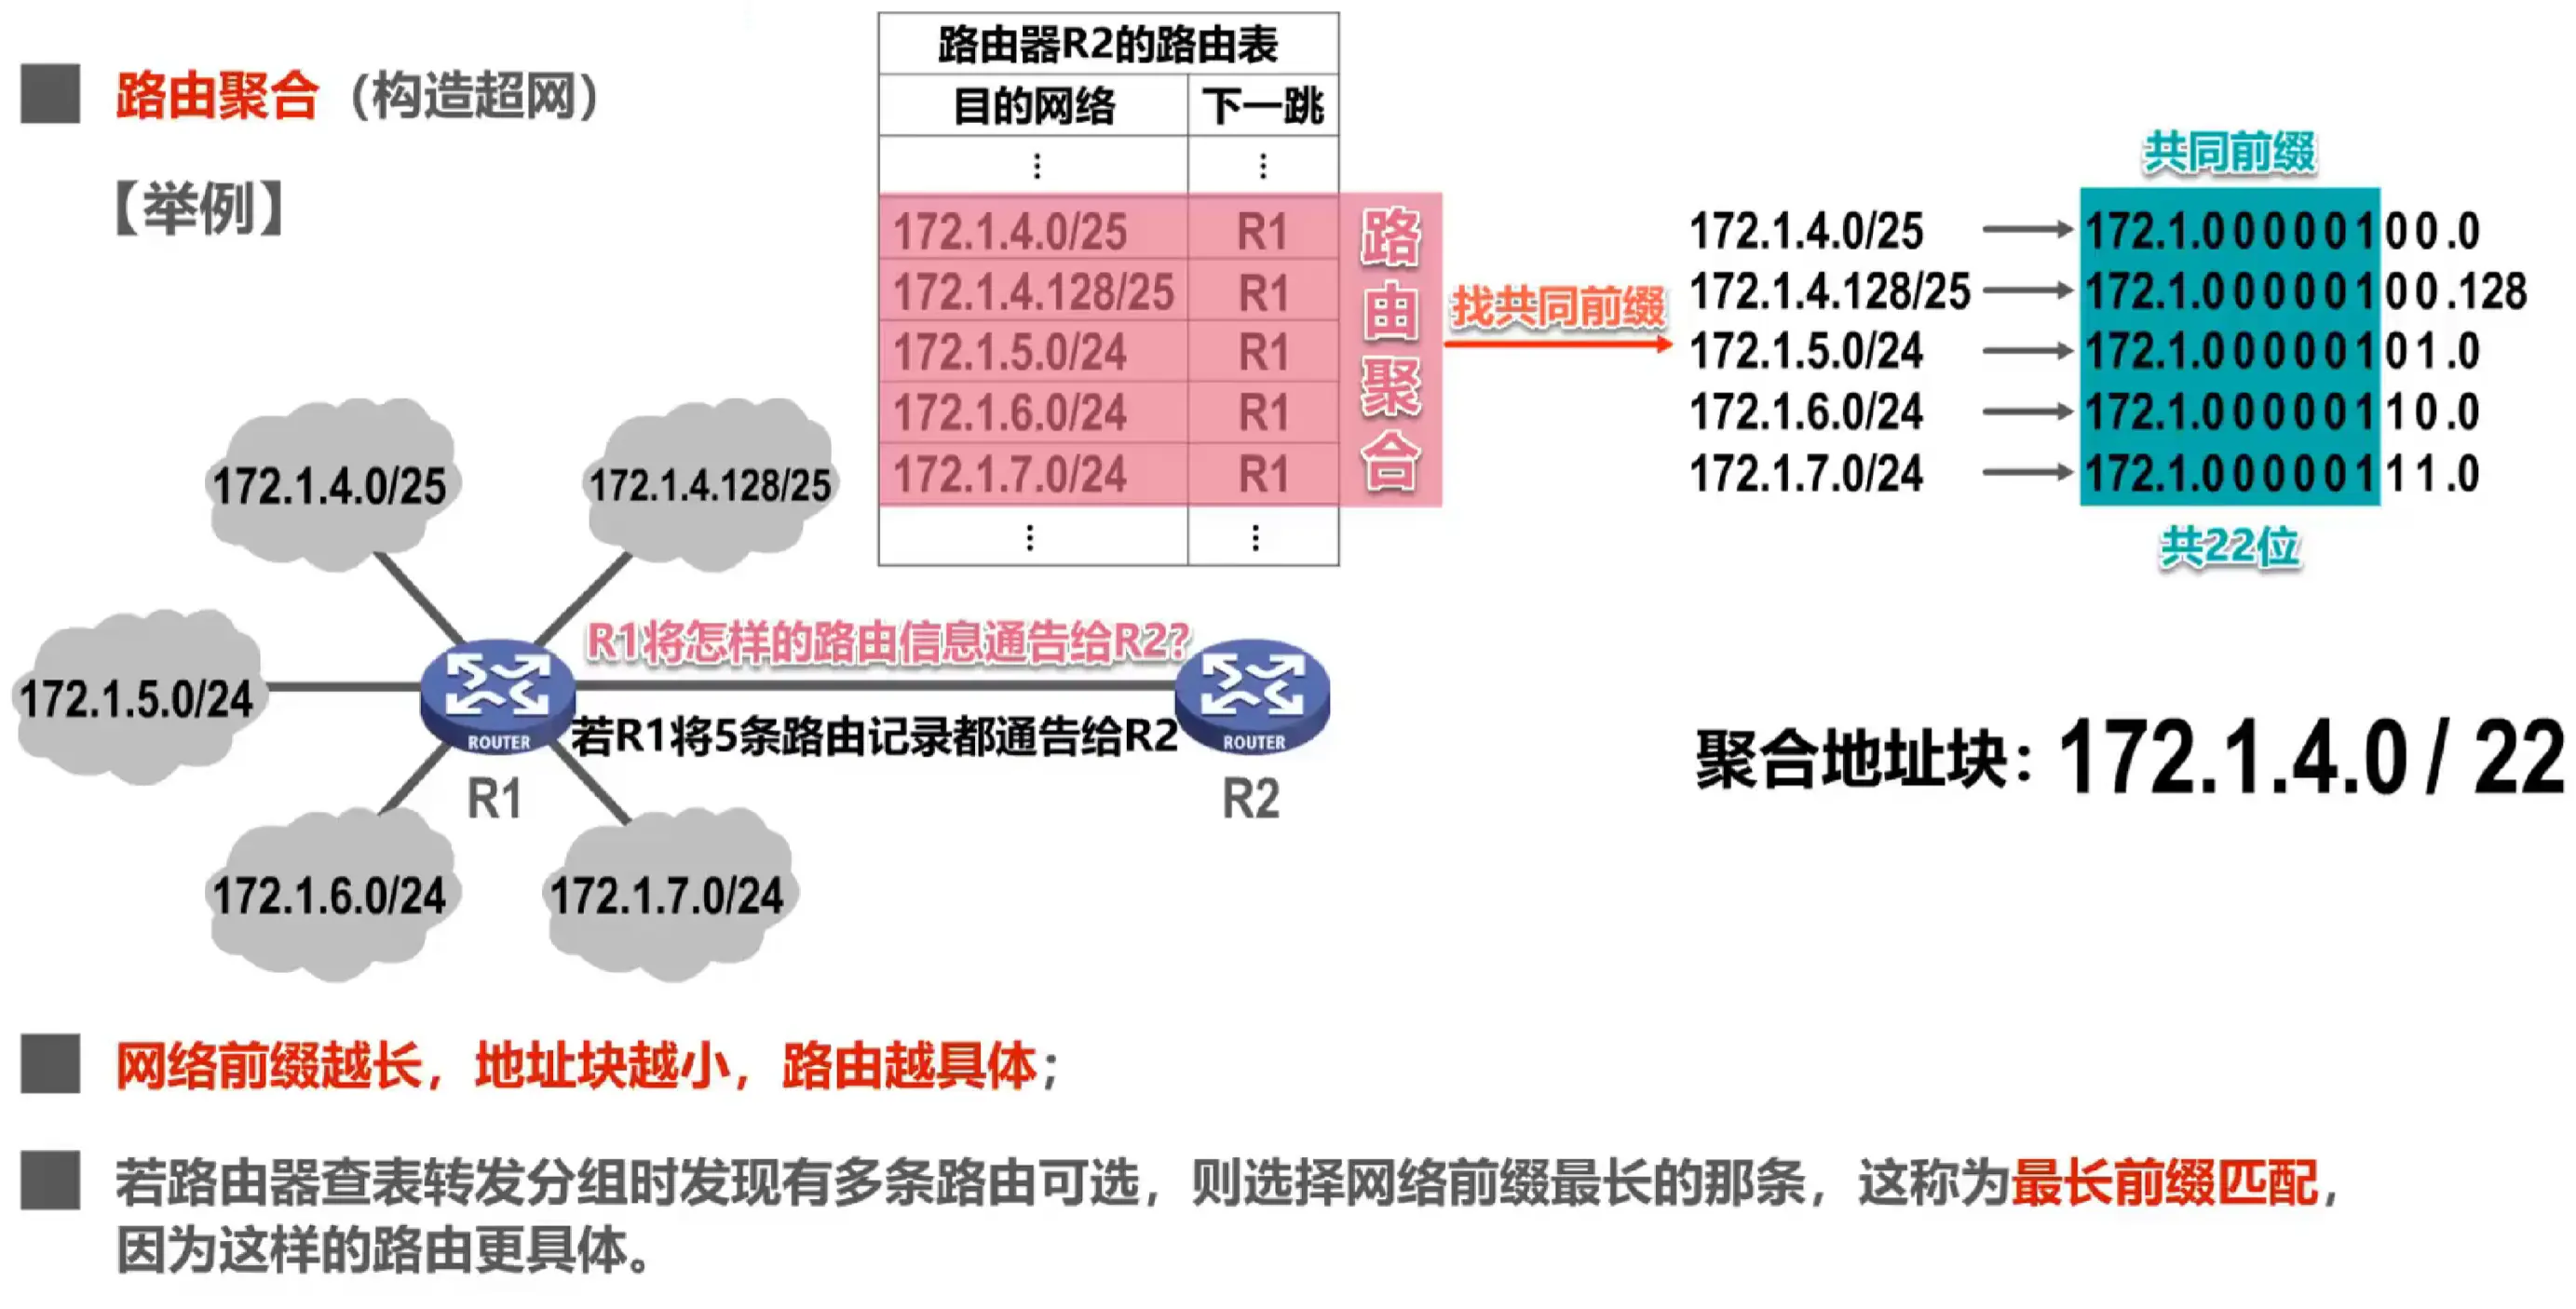 路由聚合（构造超网）
【举例】
路由器R2的路由表
目的网络 下一跳
⋮ ⋮
172.1.4.0/25 R1
172.1.4.128/25 R1
172.1.5.0/24 R1
172.1.6.0/24 R1
172.1.7.0/24 R1
⋮ ⋮
路由聚合
找共同前缀
共同前缀
172.1.4.0/25 172.1.00000100.0
172.1.4.128/25 172.1.00000100.128
172.1.5.0/24 172.1.00000101.0
172.1.6.0/24 172.1.00000110.0
172.1.7.0/24 172.1.00000111.0
共22位
聚合地址块：172.1.4.0/22
172.1.4.0/25
172.1.4.128/25
172.1.5.0/24
172.1.6.0/24
172.1.7.0/24
R1将怎样的路由信息通告给R2?
若R1将5条路由记录都通告给R2
ROUTER
R1
ROUTER
R2
网络前缀越长，地址块越小，路由越具体；
若路由器查表转发分组时发现有多条路由可选，则选择网络前缀最长的那条，这称为最长前缀匹配，
因为这样的路由更具体。